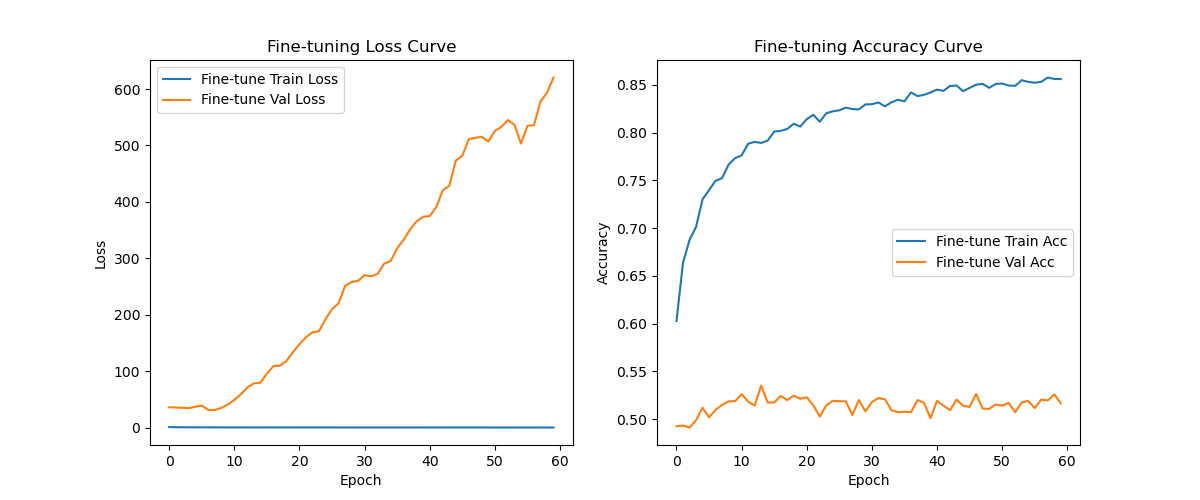 Fine-tuning Loss Curve
Fine-tune Train Loss
Fine-tune Val Loss
600
500
400
300
200
100
0
Loss
0 10 20 30 40 50 60
Epoch
Fine-tuning Accuracy Curve
0.85
0.80
0.75
0.70
0.65
0.60
0.55
0.50
Accuracy
Fine-tune Train Acc
Fine-tune Val Acc
0 10 20 30 40 50 60
Epoch